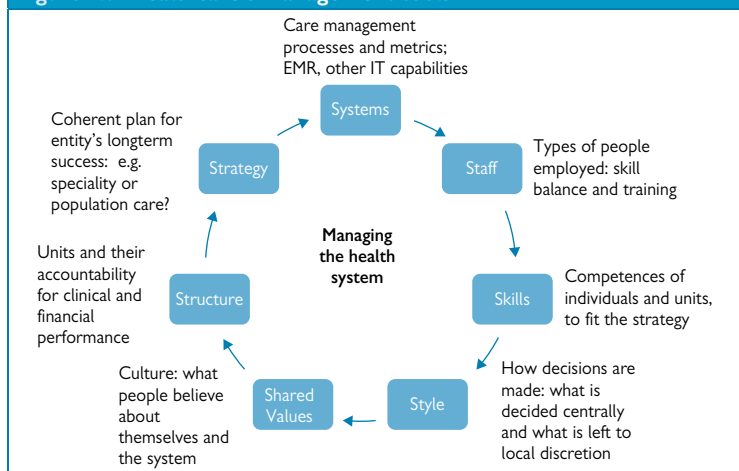 Care management
processes and metrics;
EMR, other IT capabilities
Systems
Types of people
employed: skill
balance and training
Staff
Competences of
individuals and units,
to fit the strategy
Skills
How decisions are
made: what is
decided centrally
and what is left to
local discretion
Style
Shared
Values
Culture: what
people believe
about
themselves and
the system
Structure
Units and their
accountability
for clinical and
financial
performance
Strategy
Coherent plan for
entity's longterm
success: e.g.
speciality or
population care?
Managing
the health
system